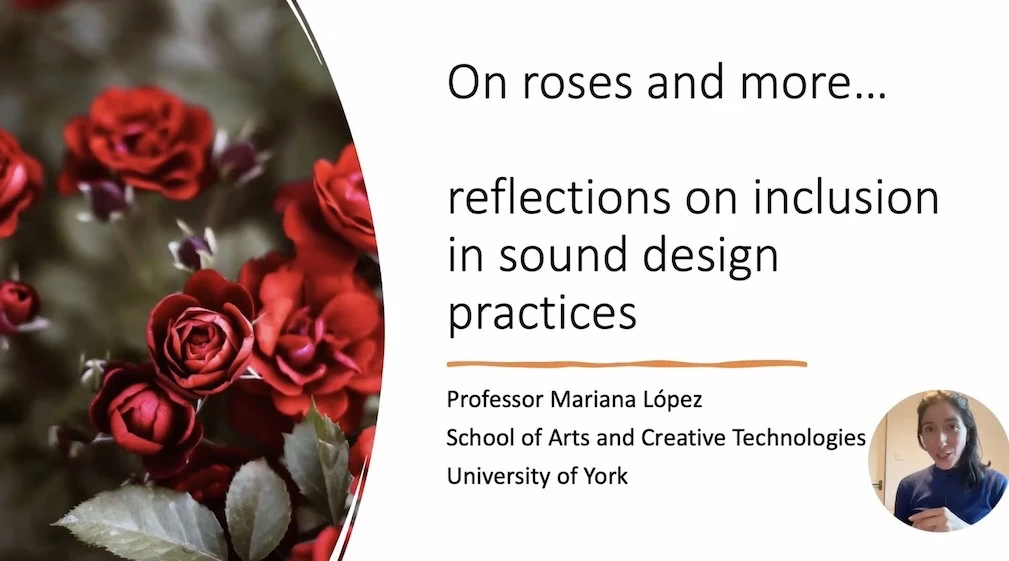 On roses and more...
reflections on inclusion
in sound design
practices
Professor Mariana López
School of Arts and Creative Technologies
University of York